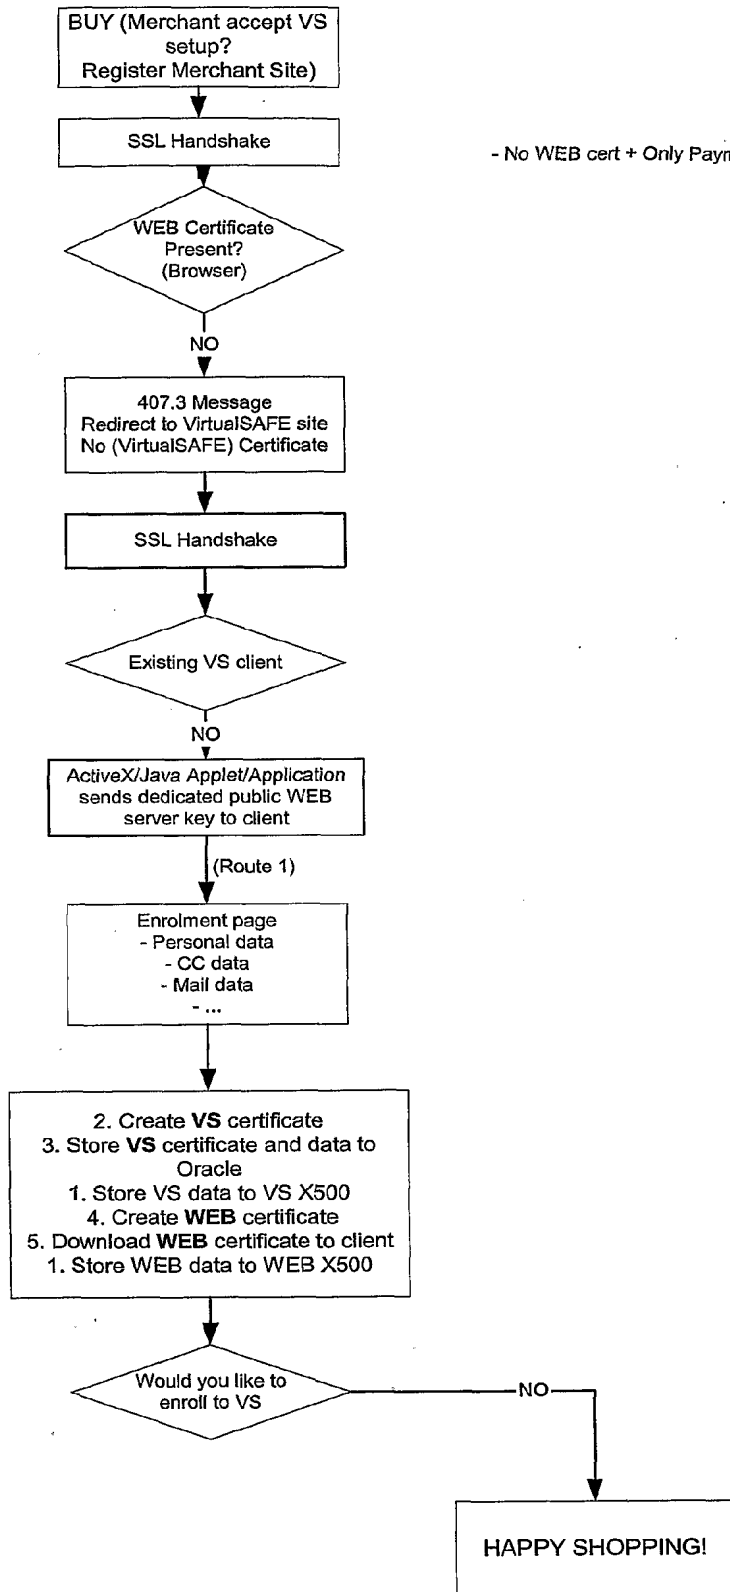 BUY (Merchant accept VS
setup?
Register Merchant Site)
SSL Handshake
- No WEB cert + Only
WEB Certificate
Present?
(Browser)
NO
407.3 Message
Redirect to VirtualSAFE site
No (VirtualSAFE) Certificate
SSL Handshake
Existing VS client
NO
ActiveX/Java Applet/Application
sends dedicated public WEB
server key to client
(Route 1)
Enrolment page
- Personal data
- CC data
- Mail data
- ...
2. Create VS certificate
3. Store VS certificate and data to
Oracle
1. Store VS data to VS X500
4. Create WEB certificate
5. Download WEB certificate to client
1. Store WEB data to WEB X500
Would you like to
enroll to VS
NO
HAPPY SHOPPING!